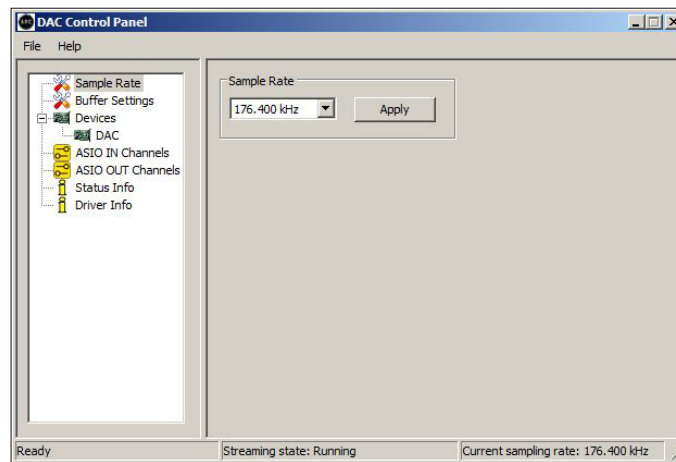 DAC Control Panel
File Help
Sample Rate
Buffer Settings
Devices
DAC
ASIO IN Channels
ASIO OUT Channels
Status Info
Driver Info
Sample Rate
176.400 kHz
Apply
Ready
Streaming state: Running
Current sampling rate: 176.400 kHz